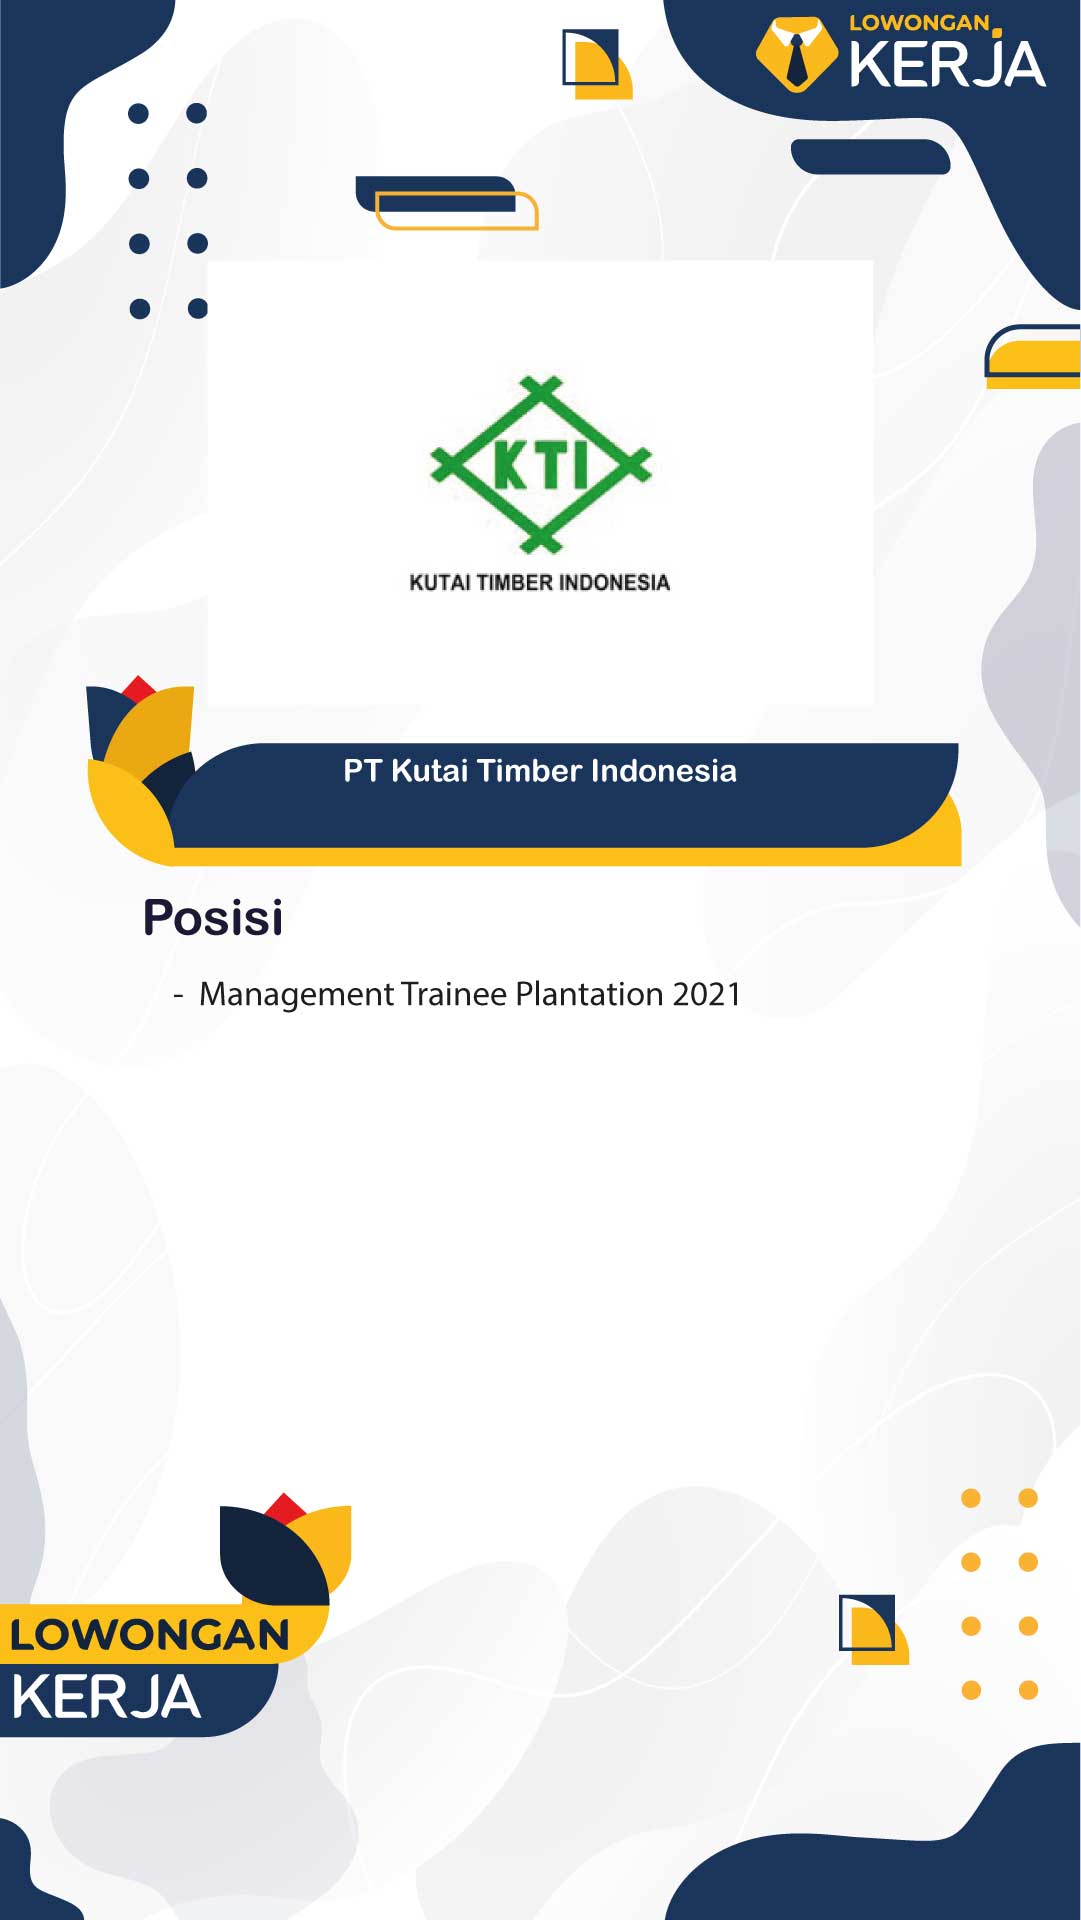 LOWONGAN
KERJA
KTI
KUTAI TIMBER INDONESIA
PT Kutai Timber Indonesia
Posisi
- Management Trainee Plantation 2021
LOWONGAN
KERJA